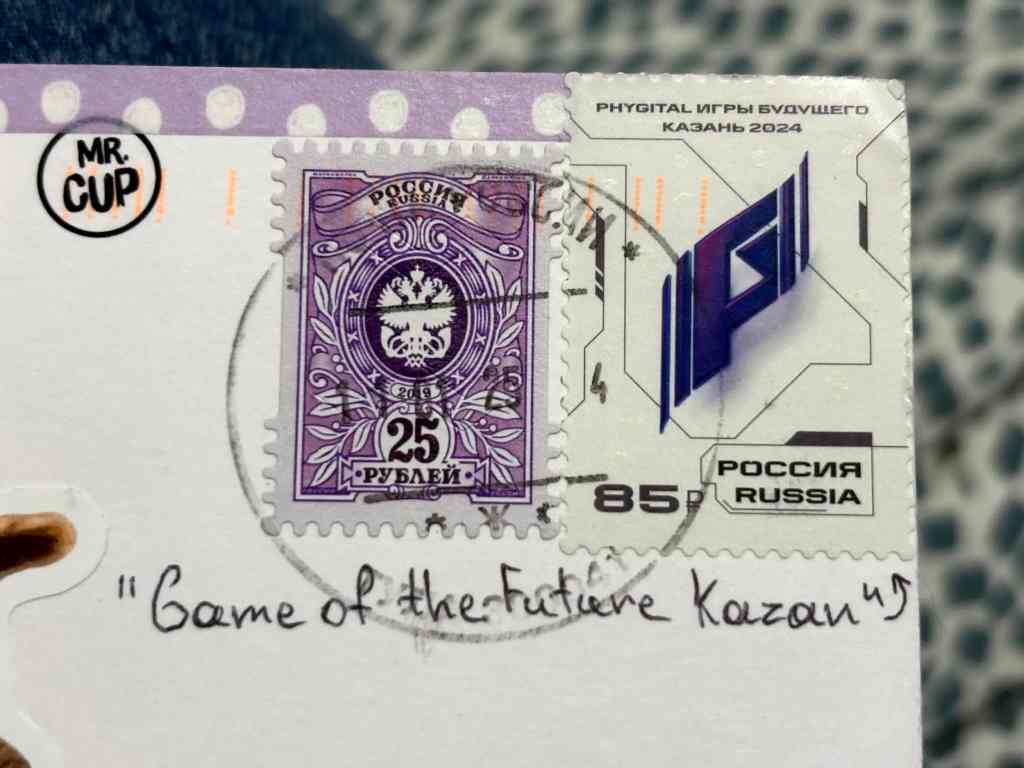 MR.
CUP
РОССИЯ
RUSSIA
2019
25
РУБЛЕЙ
PHYGITAL ИГРЫ БУДУЩЕГО
КАЗАНЬ 2024
85₽
РОССИЯ
RUSSIA
"Game of the Future Kazan"